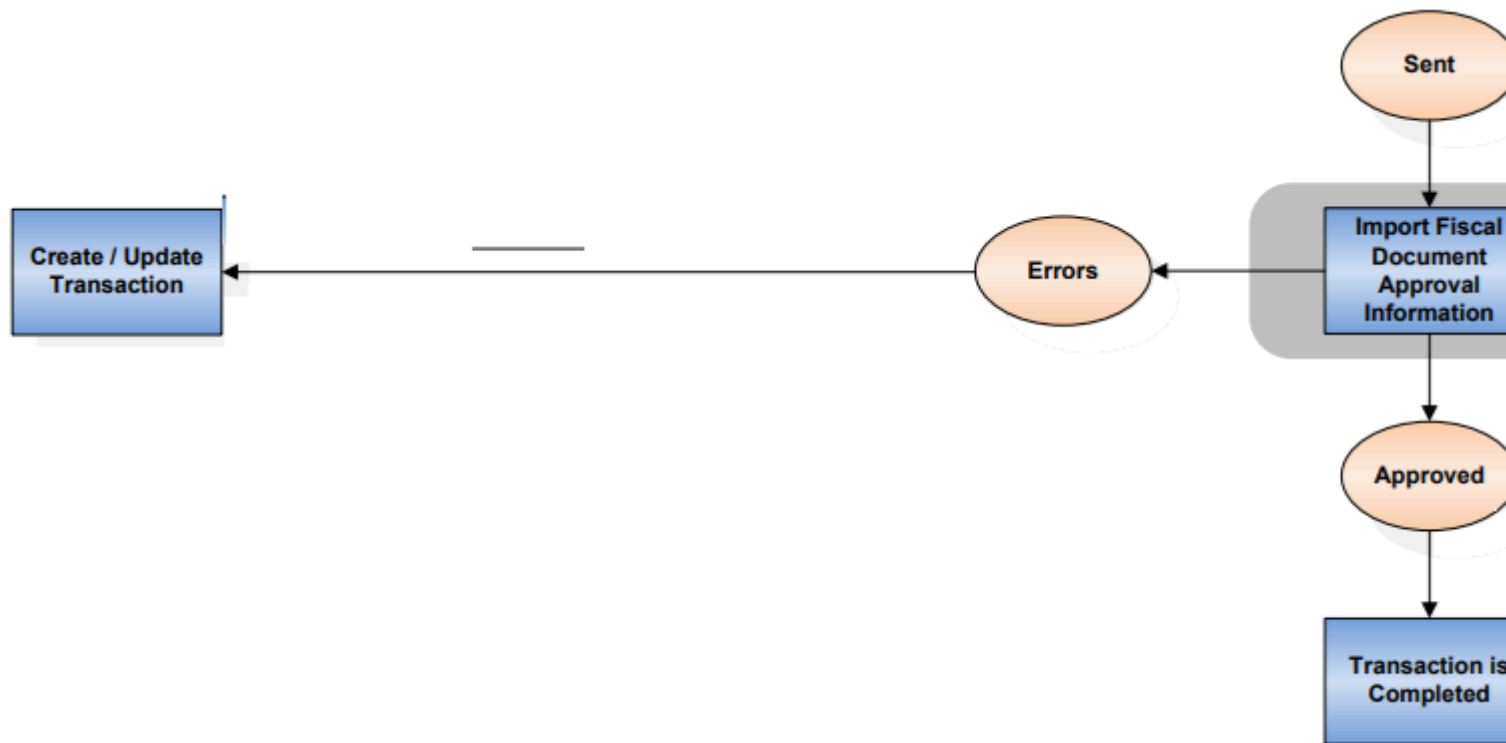 Sent
Create / Update
Transaction
Errors
Import Fiscal
Document
Approval
Information
Approved
Transaction is
Completed